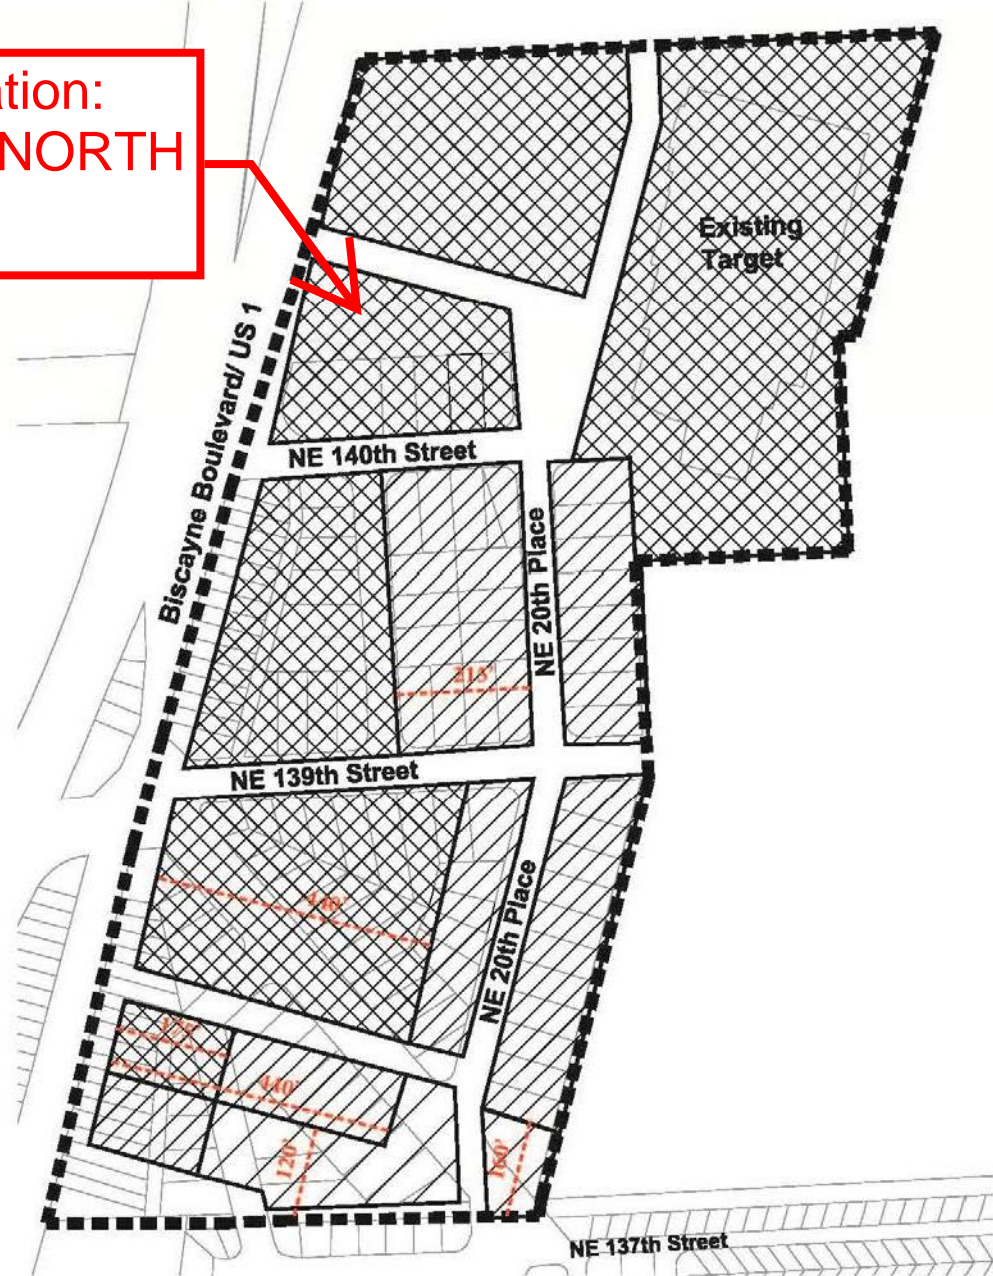 ation:
NORTH
Existing
Target
Biscayne Boulevard/ US 1
NE 140th Street
NE 20th Place
215'
NE 139th Street
440'
NE 20th Place
175'
440'
120'
160'
NE 137th Street